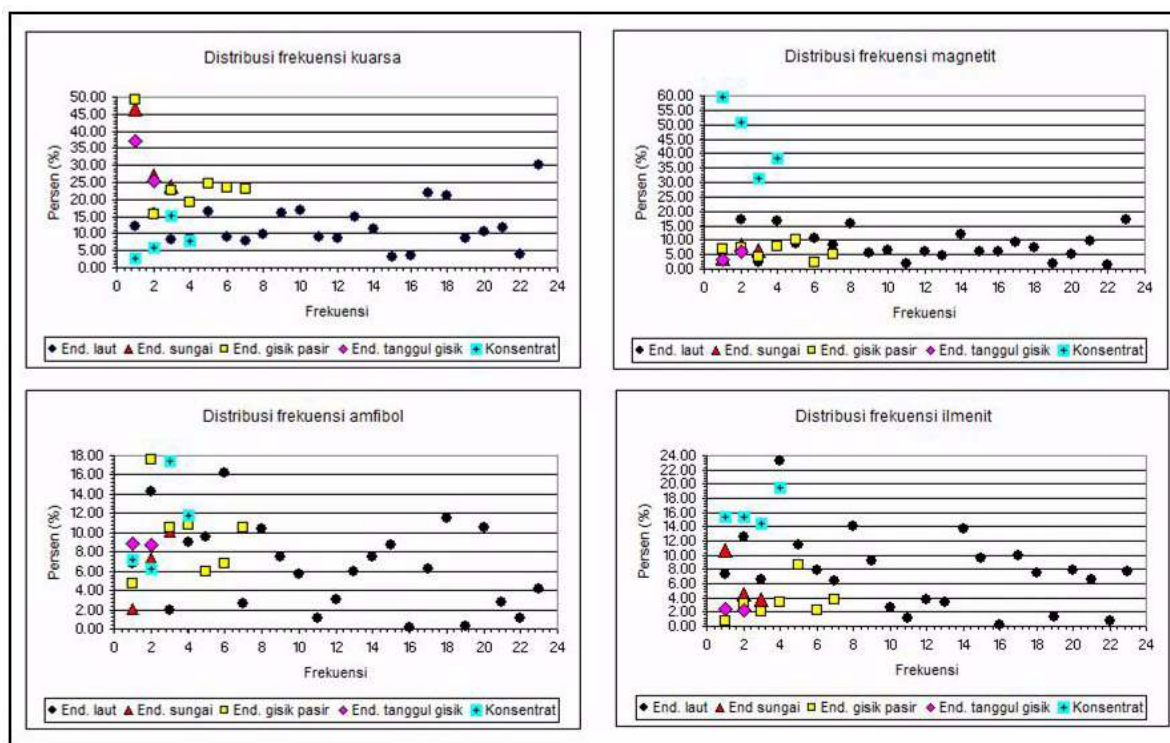 Distribusi frekuensi kuarsa
Persen (%)
50.00
45.00
40.00
35.00
30.00
25.00
20.00
15.00
10.00
5.00
0.00
0 2 4 6 8 10 12 14 16 18 20 22 24
Frekuensi
End. laut End. sungai End. gisik pasir End. tanggul gisik Konsentrat
Distribusi frekuensi magnetit
Persen (%)
60.00
55.00
50.00
45.00
40.00
35.00
30.00
25.00
20.00
15.00
10.00
5.00
0.00
0 2 4 6 8 10 12 14 16 18 20 22 24
Frekuensi
End. laut End. sungai End. gisik pasir End. tanggul gisik Konsentrat
Distribusi frekuensi amfibol
Persen (%)
18.00
16.00
14.00
12.00
10.00
8.00
6.00
4.00
2.00
0.00
0 2 4 6 8 10 12 14 16 18 20 22 24
Frekuensi
End. laut End. sungai End. gisik pasir End. tanggul gisik Konsentrat
Distribusi frekuensi ilmenit
Persen (%)
24.00
22.00
20.00
18.00
16.00
14.00
12.00
10.00
8.00
6.00
4.00
2.00
0.00
0 2 4 6 8 10 12 14 16 18 20 22 24
Frekuensi
End. laut End sungai End. gisik pasir End. tanggul gisik Konsentrat